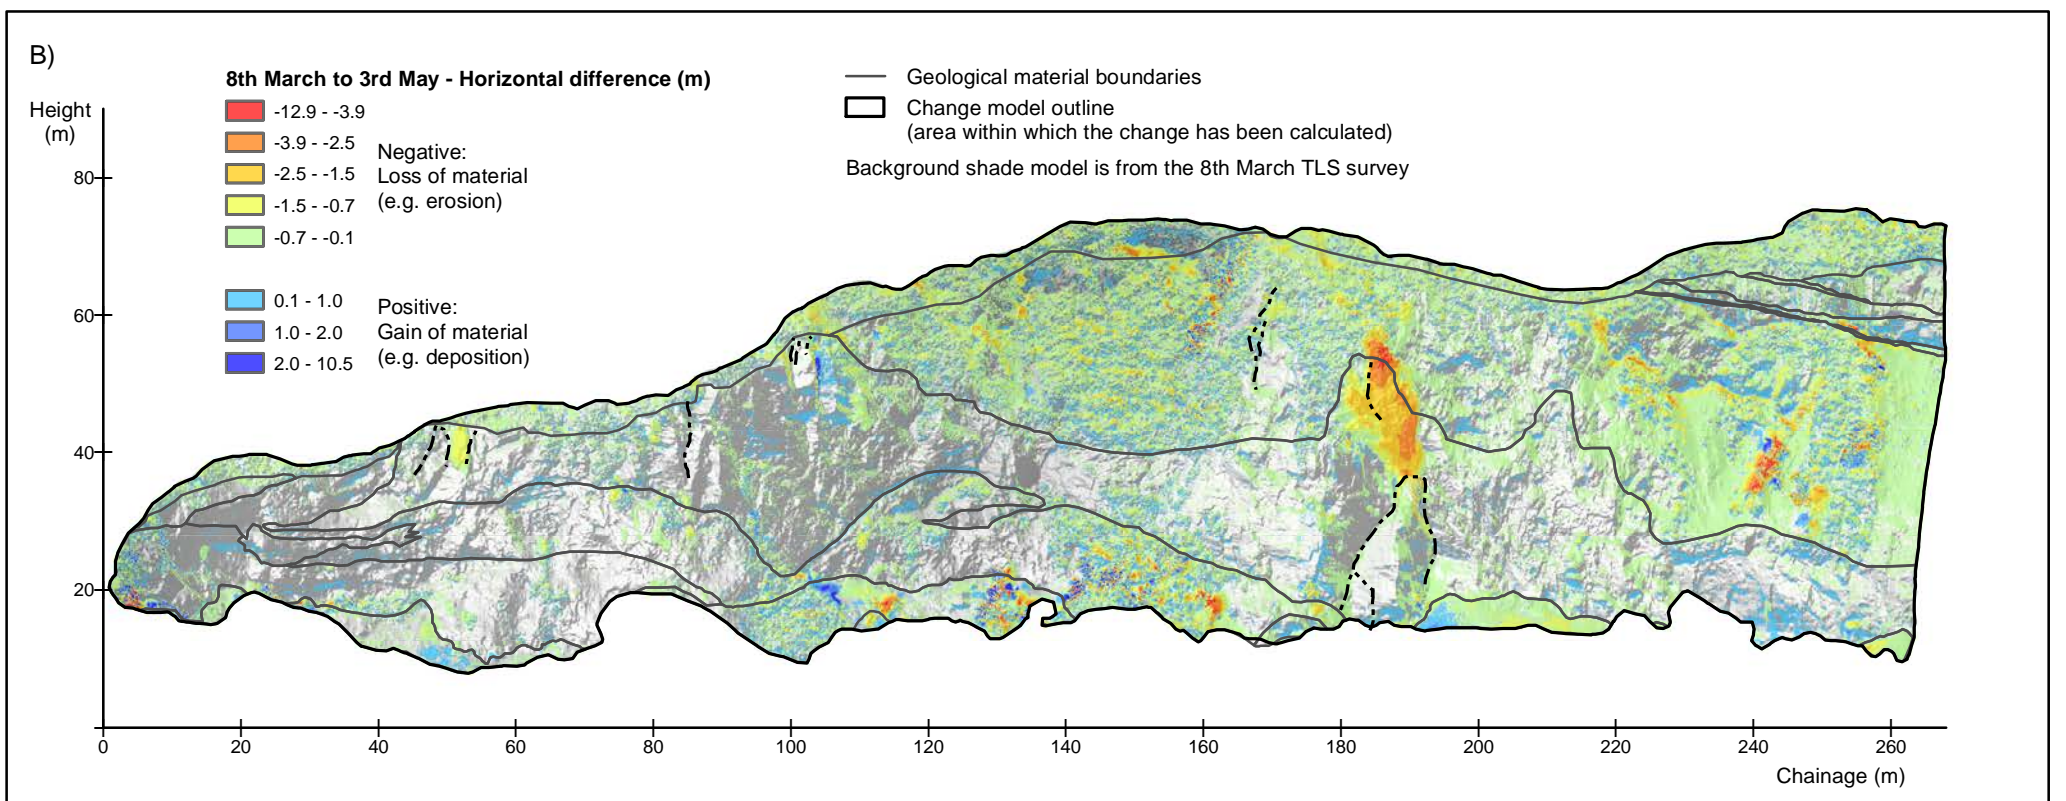 B)
8th March to 3rd May - Horizontal difference (m)
-12.9 - -3.9
-3.9 - -2.5
-2.5 - -1.5
-1.5 - -0.7
-0.7 - -0.1
Negative:
Loss of material
(e.g. erosion)
0.1 - 1.0
1.0 - 2.0
2.0 - 10.5
Positive:
Gain of material
(e.g. deposition)
Geological material boundaries
Change model outline
(area within which the change has been calculated)
Background shade model is from the 8th March TLS survey
Height
(m)
80
60
40
20
0 20 40 60 80 100 120 140 160 180 200 220 240 260
Chainage (m)